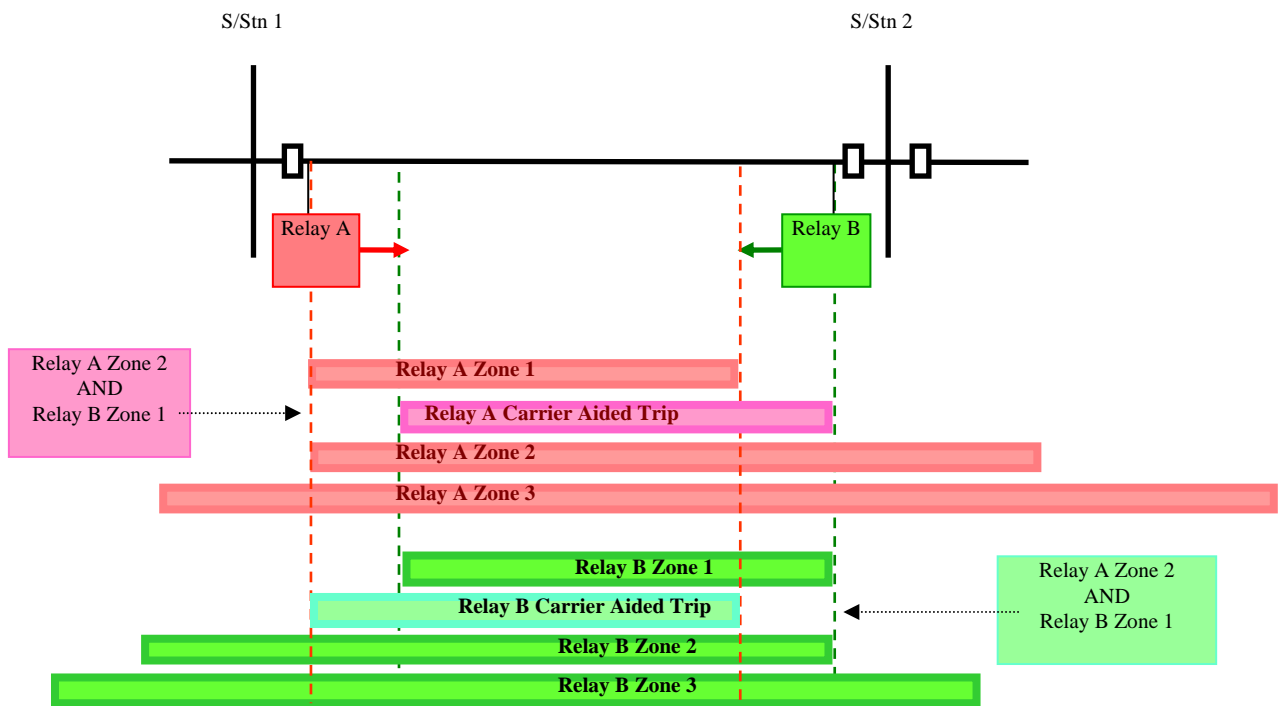 S/Stn 1
S/Stn 2
Relay A
Relay B
Relay A Zone 2
AND
Relay B Zone 1
Relay A Zone 1
Relay A Carrier Aided Trip
Relay A Zone 2
Relay A Zone 3
Relay B Zone 1
Relay B Carrier Aided Trip
Relay B Zone 2
Relay B Zone 3
Relay A Zone 2
AND
Relay B Zone 1